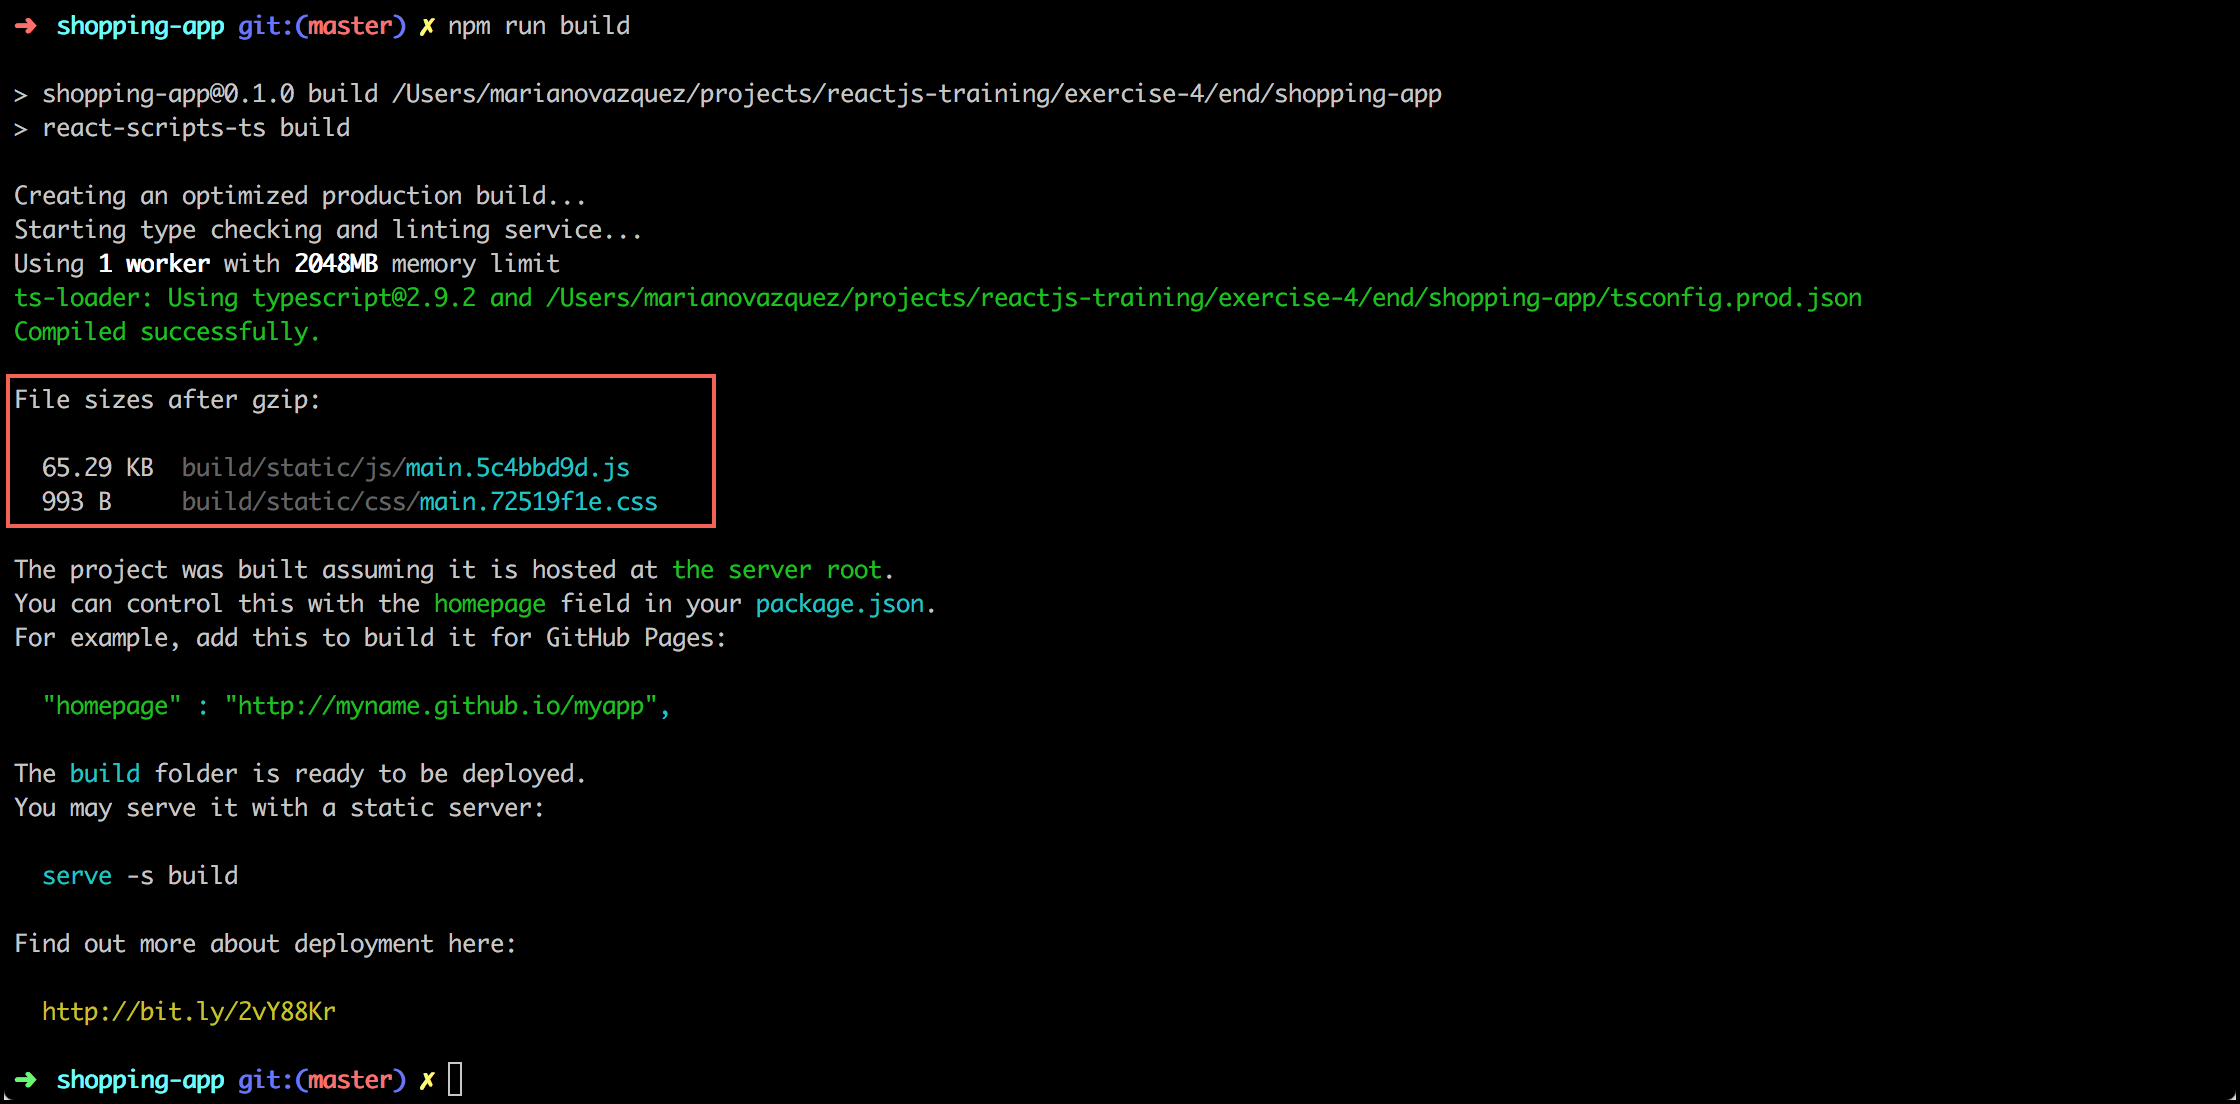 ➜ shopping-app git:(master) ✗ npm run build
> shopping-app@0.1.0 build /Users/marianovazquez/projects/reactjs-training/exercise-4/end/shopping-app
> react-scripts-ts build
Creating an optimized production build...
Starting type checking and linting service...
Using 1 worker with 2048MB memory limit
ts-loader: Using typescript@2.9.2 and /Users/marianovazquez/projects/reactjs-training/exercise-4/end/shopping-app/tsconfig.prod.json
Compiled successfully.
File sizes after gzip:
65.29 KB build/static/js/main.5c4bbd9d.js
993 B build/static/css/main.72519f1e.css
The project was built assuming it is hosted at the server root.
You can control this with the homepage field in your package.json.
For example, add this to build it for GitHub Pages:
"homepage" : "http://myname.github.io/myapp",
The build folder is ready to be deployed.
You may serve it with a static server:
serve -s build
Find out more about deployment here:
http://bit.ly/2vY88Kr
➜ shopping-app git:(master) ✗